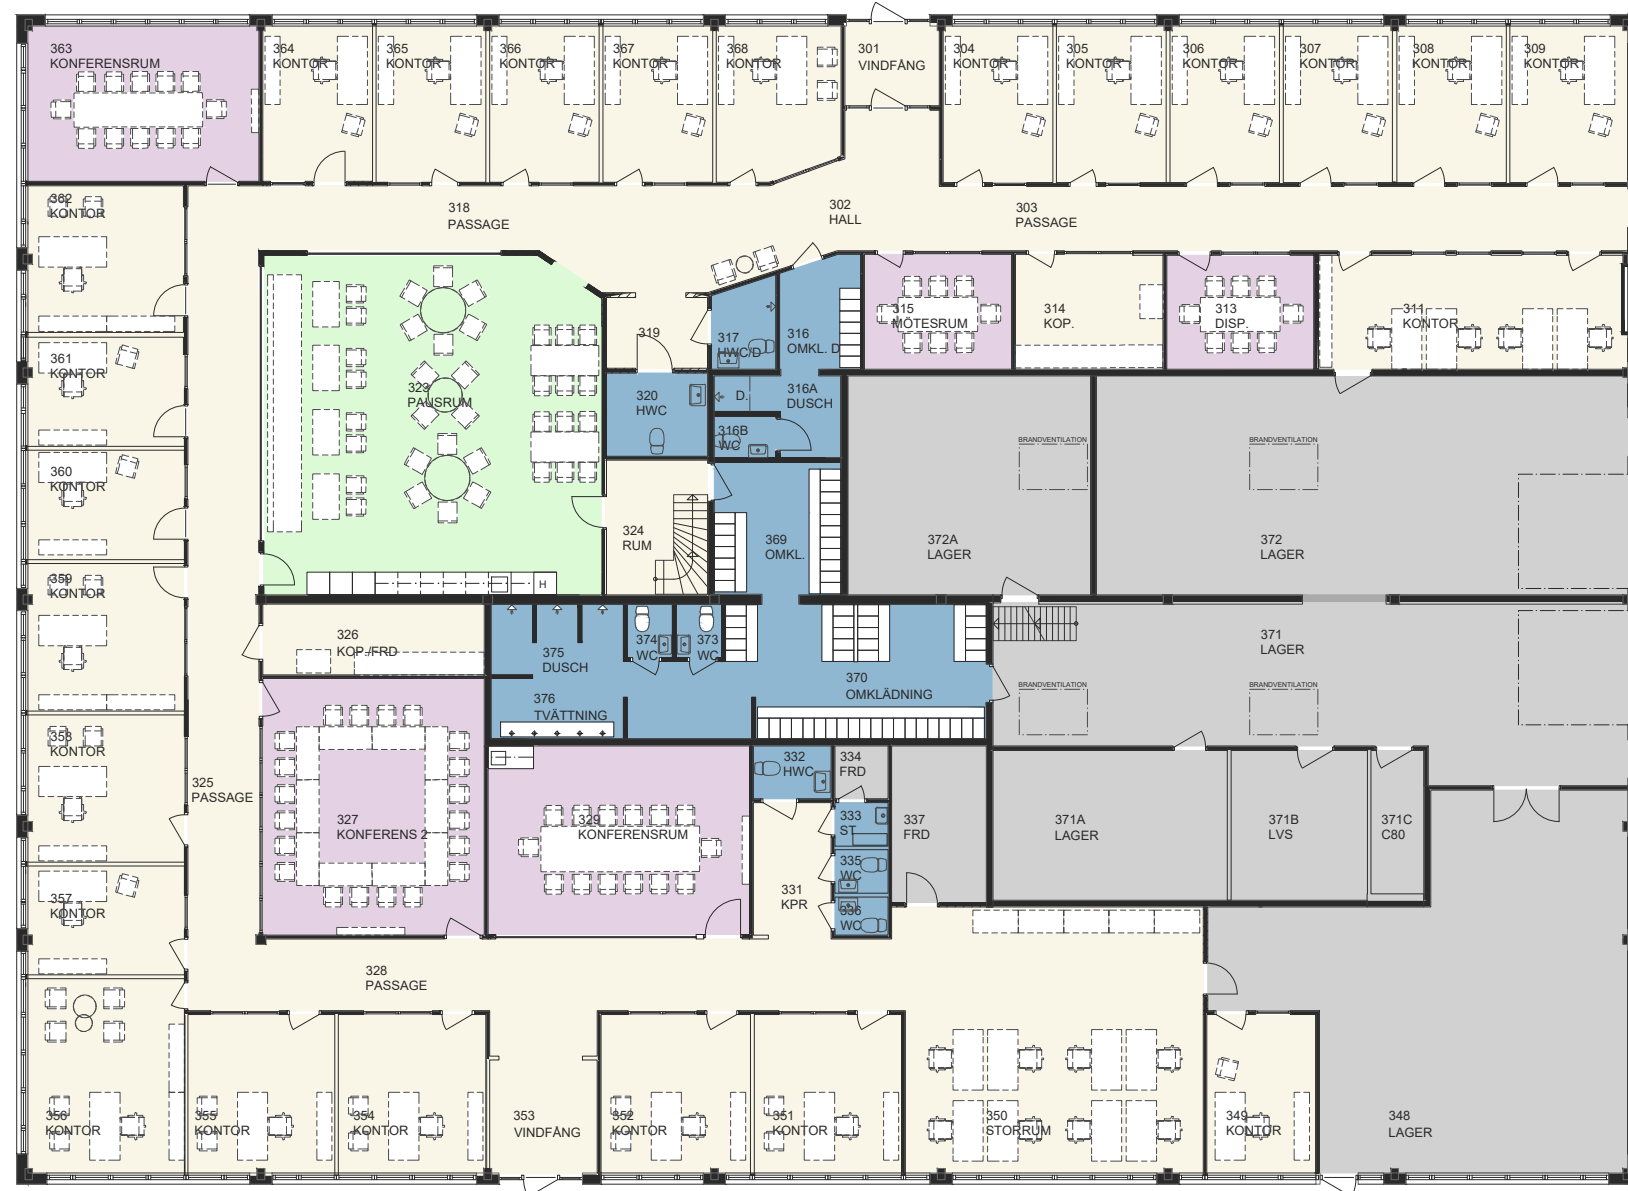 363
KONFERENSRUM
364
KONTOR
365
KONTOR
366
KONTOR
367
KONTOR
368
KONTOR
301
VINDFÅNG
304
KONTOR
305
KONTOR
306
KONTOR
307
KONTOR
308
KONTOR
309
KONTOR
362
KONTOR
318
PASSAGE
302
HALL
303
PASSAGE
361
KONTOR
323
PAUSRUM
319
317
HWC/D
316
OMKL. D
315
MÖTESRUM
314
KOP.
313
DISP.
311
KONTOR
320
HWC
D.
316A
DUSCH
316B
WC
360
KONTOR
BRANDVENTILATION
BRANDVENTILATION
324
RUM
369
OMKL.
372A
LAGER
372
LAGER
359
KONTOR
H
326
KOP./FRD
375
DUSCH
374
WC
373
WC
371
LAGER
376
TVÄTTNING
370
OMKLÄDNING
BRANDVENTILATION
BRANDVENTILATION
358
KONTOR
325
PASSAGE
327
KONFERENS 2
329
KONFERENSRUM
332
HWC
334
FRD
333
ST
337
FRD
371A
LAGER
371B
LVS
371C
C80
335
WC
331
KPR
336
WC
357
KONTOR
328
PASSAGE
356
KONTOR
355
KONTOR
354
KONTOR
353
VINDFÅNG
352
KONTOR
351
KONTOR
350
STORRUM
349
KONTOR
348
LAGER